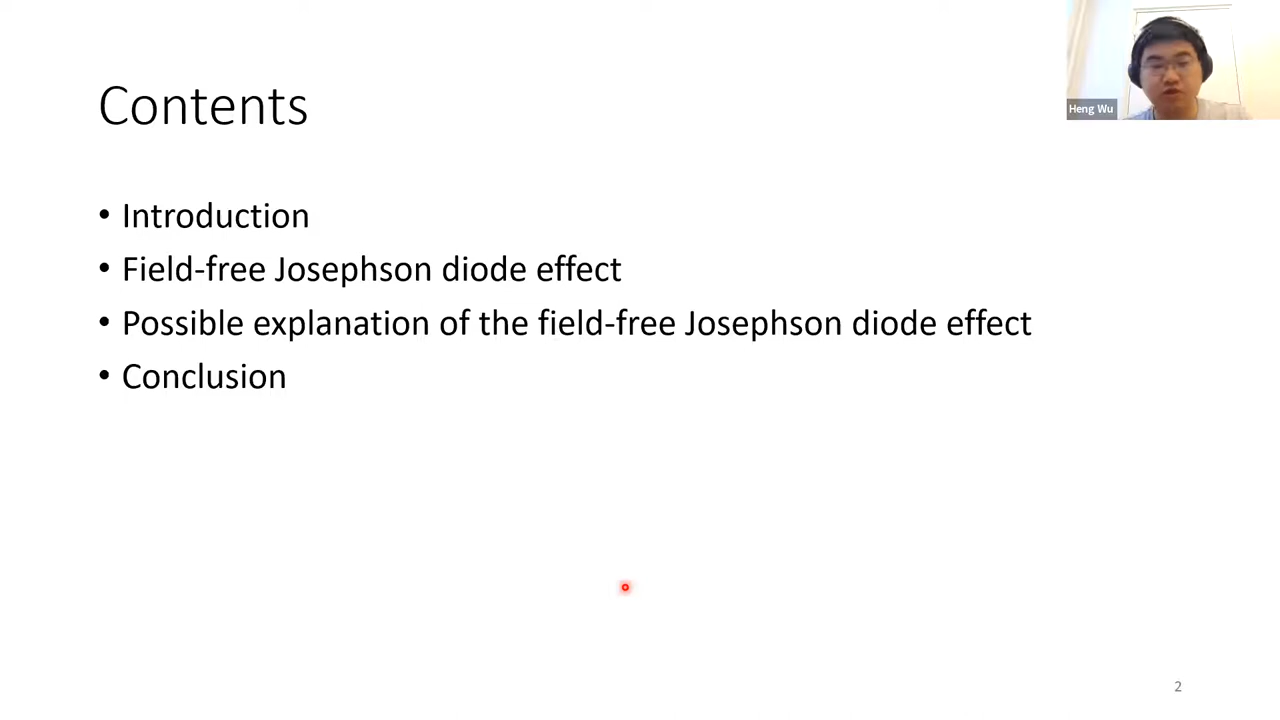 Contents
Heng Wu
• Introduction
• Field-free Josephson diode effect
• Possible explanation of the field-free Josephson diode effect
• Conclusion
2